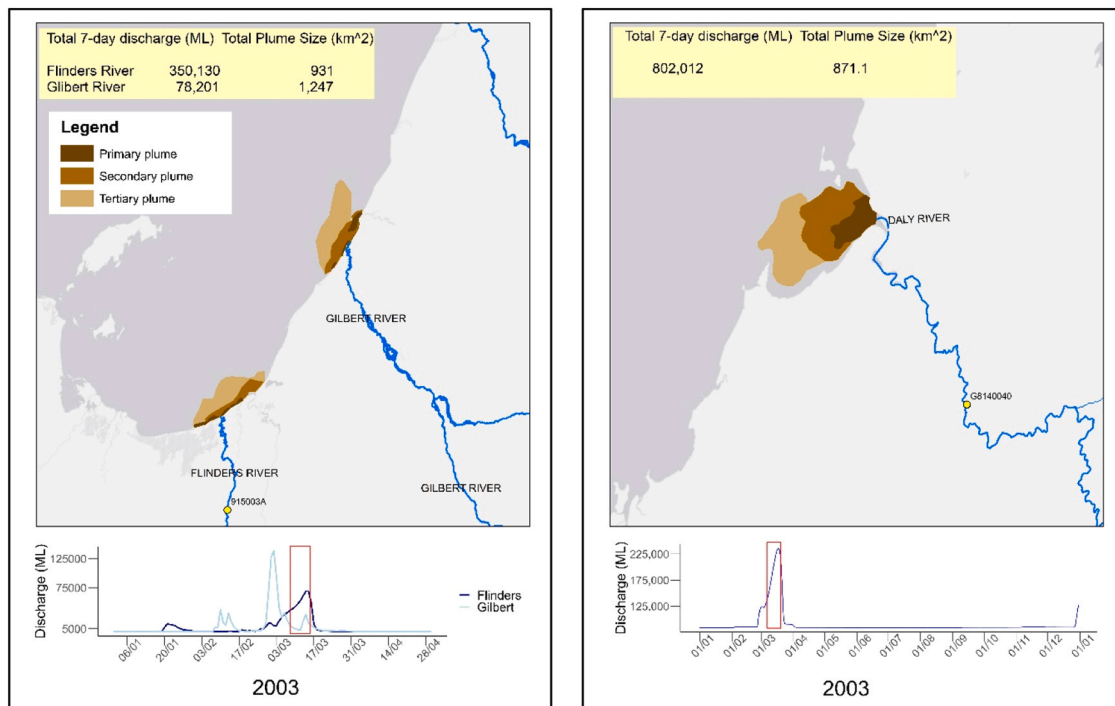 Total 7-day discharge (ML) Total Plume Size (km^2)
Flinders River 350,130 931
Gilbert River 78,201 1,247
Legend
Primary plume
Secondary plume
Tertiary plume
GILBERT RIVER
FLINDERS RIVER
GILBERT RIVER
915003A
Discharge (ML)
125000
75000
5000
Flinders
Gilbert
06/01 20/01 03/02 17/02 03/03 17/03 31/03 14/04 28/04
2003
Total 7-day discharge (ML) Total Plume Size (km^2)
802,012 871.1
DALY RIVER
G8140040
Discharge (ML)
225,000
175,000
125,000
01/01 01/02 01/03 01/04 01/05 01/06 01/07 01/08 01/09 01/10 01/11 01/12 01/01
2003